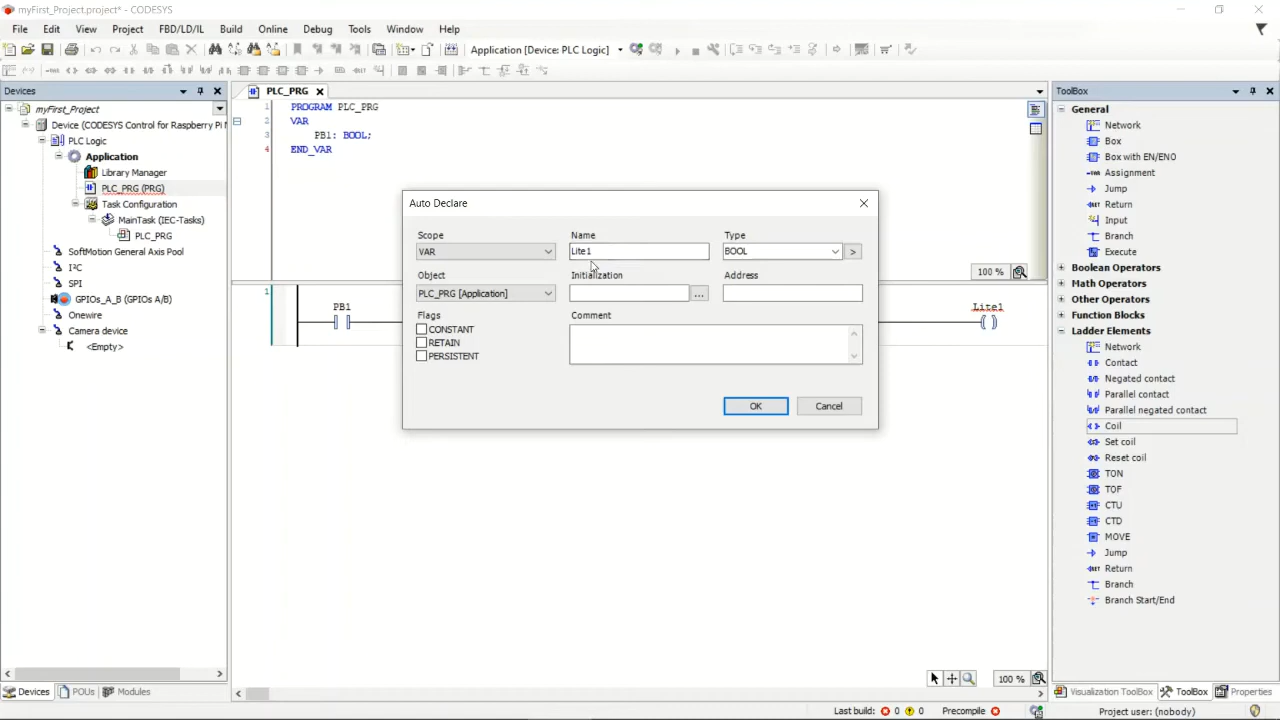 myFirst_Project.project* - CODESYS
File Edit View Project FBD/LD/IL Build Online Debug Tools Window Help
Application [Device: PLC Logic]
Devices
myFirst_Project
Device (CODESYS Control for Raspberry Pi M
PLC Logic
Application
Library Manager
PLC_PRG (PRG)
Task Configuration
MainTask (IEC-Tasks)
PLC_PRG
SoftMotion General Axis Pool
I²C
SPI
GPIOs_A_B (GPIOs A/B)
Onewire
Camera device
<Empty>
Devices POUs Modules
PLC_PRG
1 PROGRAM PLC_PRG
2 VAR
3 PB1: BOOL;
4 END_VAR
100 %
1
PB1
Lite1
100 %
Auto Declare
Scope Name Type
VAR Lite1 BOOL >
Object Initialization Address
PLC_PRG [Application] ...
Flags Comment
CONSTANT
RETAIN
PERSISTENT
OK Cancel
ToolBox
General
Network
Box
Box with EN/ENO
Assignment
Jump
Return
Input
Branch
Execute
Boolean Operators
Math Operators
Other Operators
Function Blocks
Ladder Elements
Network
Contact
Negated contact
Parallel contact
Parallel negated contact
Coil
Set coil
Reset coil
TON
TOF
CTU
CTD
MOVE
Jump
Return
Branch
Branch Start/End
Visualization ToolBox ToolBox Properties
Last build: 0 0 Precompile Project user: (nobody)